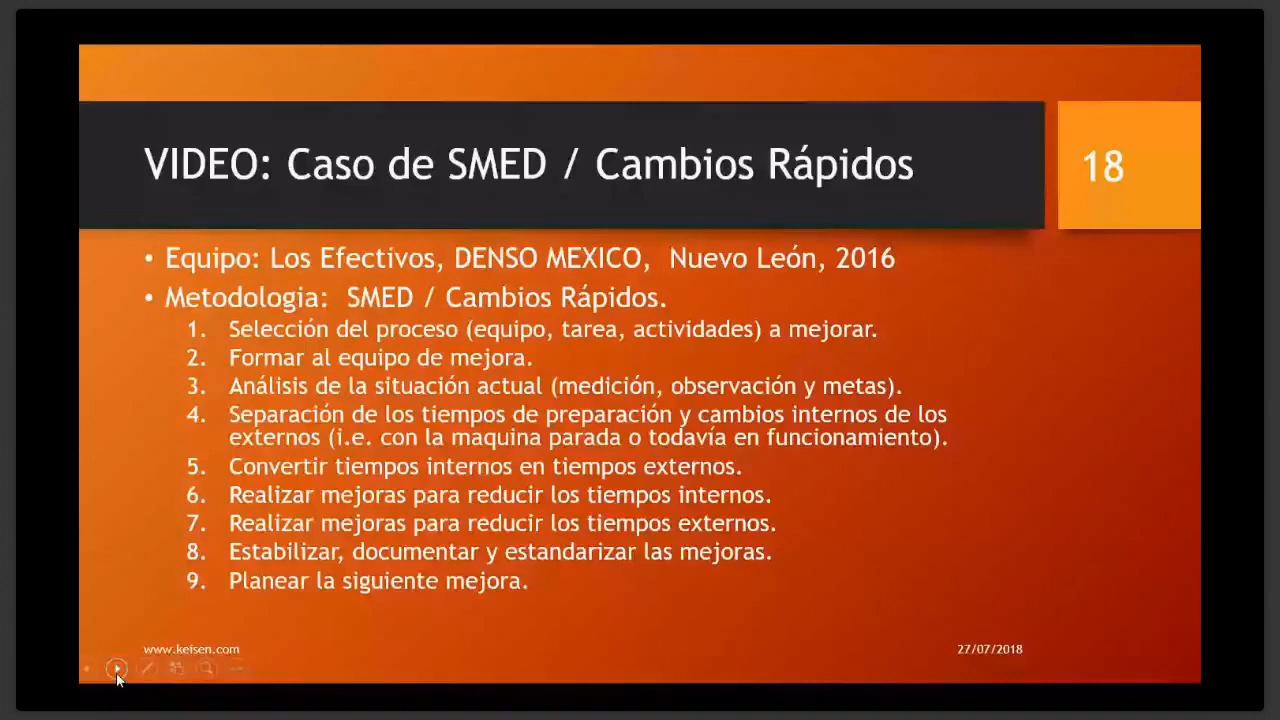 VIDEO: Caso de SMED / Cambios Rápidos
18
• Equipo: Los Efectivos, DENSO MEXICO, Nuevo León, 2016
• Metodologia: SMED / Cambios Rápidos.
1. Selección del proceso (equipo, tarea, actividades) a mejorar.
2. Formar al equipo de mejora.
3. Análisis de la situación actual (medición, observación y metas).
4. Separación de los tiempos de preparación y cambios internos de los
externos (i.e. con la maquina parada o todavía en funcionamiento).
5. Convertir tiempos internos en tiempos externos.
6. Realizar mejoras para reducir los tiempos internos.
7. Realizar mejoras para reducir los tiempos externos.
8. Estabilizar, documentar y estandarizar las mejoras.
9. Planear la siguiente mejora.
www.keisen.com
27/07/2018